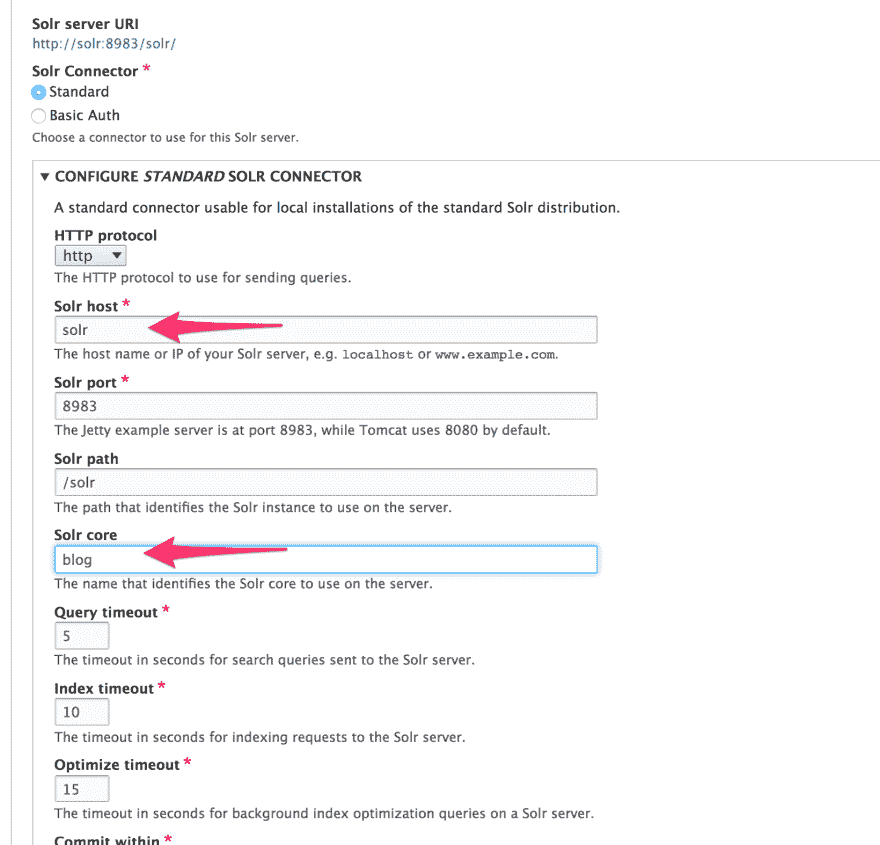 Solr server URI
http://solr:8983/solr/
Solr Connector *
Standard
Basic Auth
Choose a connector to use for this Solr server.
▼ CONFIGURE STANDARD SOLR CONNECTOR
A standard connector usable for local installations of the standard Solr distribution.
HTTP protocol
http ▼
The HTTP protocol to use for sending queries.
Solr host *
solr
The host name or IP of your Solr server, e.g. localhost or www.example.com.
Solr port *
8983
The Jetty example server is at port 8983, while Tomcat uses 8080 by default.
Solr path
/solr
The path that identifies the Solr instance to use on the server.
Solr core
blog
The name that identifies the Solr core to use on the server.
Query timeout *
5
The timeout in seconds for search queries sent to the Solr server.
Index timeout *
10
The timeout in seconds for indexing requests to the Solr server.
Optimize timeout *
15
The timeout in seconds for background index optimization queries on a Solr server.
Commit within *